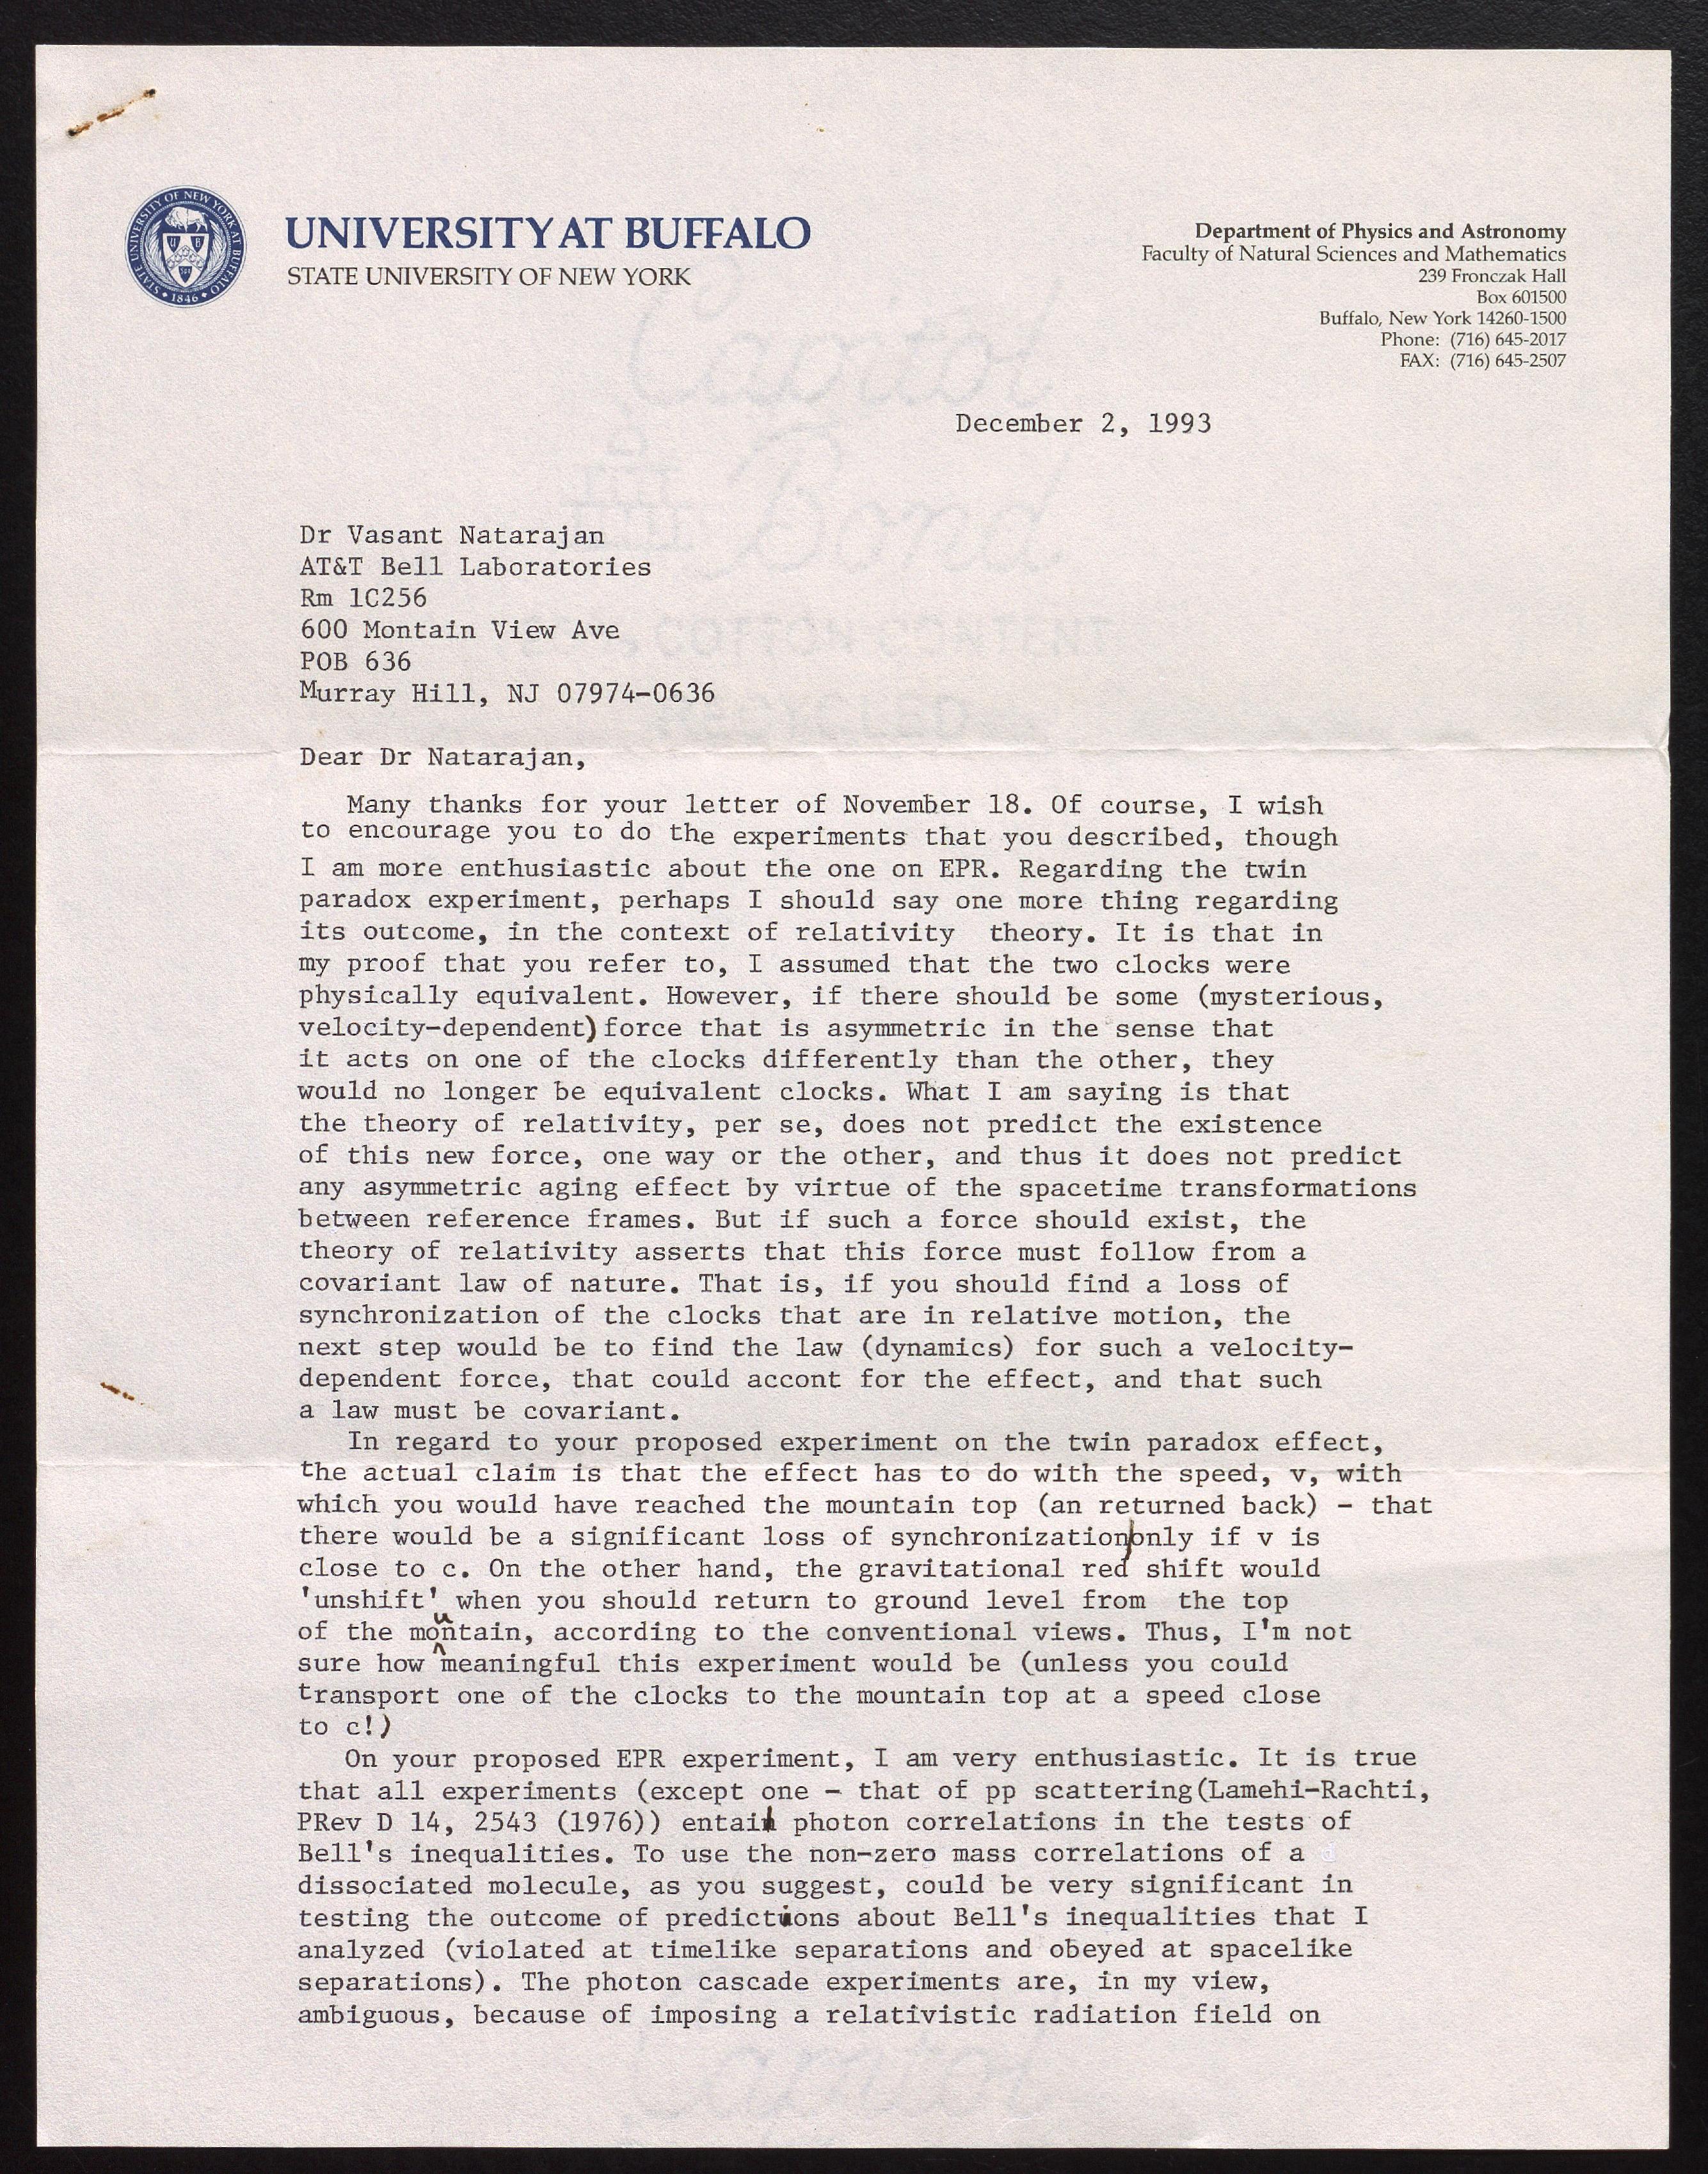 STATE UNIVERSITY OF NEW YORK AT BUFFALO
U B
1846
UNIVERSITY AT BUFFALO
STATE UNIVERSITY OF NEW YORK
Department of Physics and Astronomy
Faculty of Natural Sciences and Mathematics
239 Fronczak Hall
Box 601500
Buffalo, New York 14260-1500
Phone: (716) 645-2017
FAX: (716) 645-2507
December 2, 1993
Dr Vasant Natarajan
AT&T Bell Laboratories
Rm 1C256
600 Montain View Ave
POB 636
Murray Hill, NJ 07974-0636
Dear Dr Natarajan,
Many thanks for your letter of November 18. Of course, I wish
to encourage you to do the experiments that you described, though
I am more enthusiastic about the one on EPR. Regarding the twin
paradox experiment, perhaps I should say one more thing regarding
its outcome, in the context of relativity theory. It is that in
my proof that you refer to, I assumed that the two clocks were
physically equivalent. However, if there should be some (mysterious,
velocity-dependent) force that is asymmetric in the sense that
it acts on one of the clocks differently than the other, they
would no longer be equivalent clocks. What I am saying is that
the theory of relativity, per se, does not predict the existence
of this new force, one way or the other, and thus it does not predict
any asymmetric aging effect by virtue of the spacetime transformations
between reference frames. But if such a force should exist, the
theory of relativity asserts that this force must follow from a
covariant law of nature. That is, if you should find a loss of
synchronization of the clocks that are in relative motion, the
next step would be to find the law (dynamics) for such a velocity-
dependent force, that could accont for the effect, and that such
a law must be covariant.
In regard to your proposed experiment on the twin paradox effect,
the actual claim is that the effect has to do with the speed, v, with
which you would have reached the mountain top (an returned back) - that
there would be a significant loss of synchronization only if v is
close to c. On the other hand, the gravitational red shift would
'unshift' when you should return to ground level from the top
of the mountain, according to the conventional views. Thus, I'm not
sure how meaningful this experiment would be (unless you could
transport one of the clocks to the mountain top at a speed close
to c!)
On your proposed EPR experiment, I am very enthusiastic. It is true
that all experiments (except one - that of pp scattering(Lamehi-Rachti,
PRev D 14, 2543 (1976)) entail photon correlations in the tests of
Bell's inequalities. To use the non-zero mass correlations of a
dissociated molecule, as you suggest, could be very significant in
testing the outcome of predictions about Bell's inequalities that I
analyzed (violated at timelike separations and obeyed at spacelike
separations). The photon cascade experiments are, in my view,
ambiguous, because of imposing a relativistic radiation field on